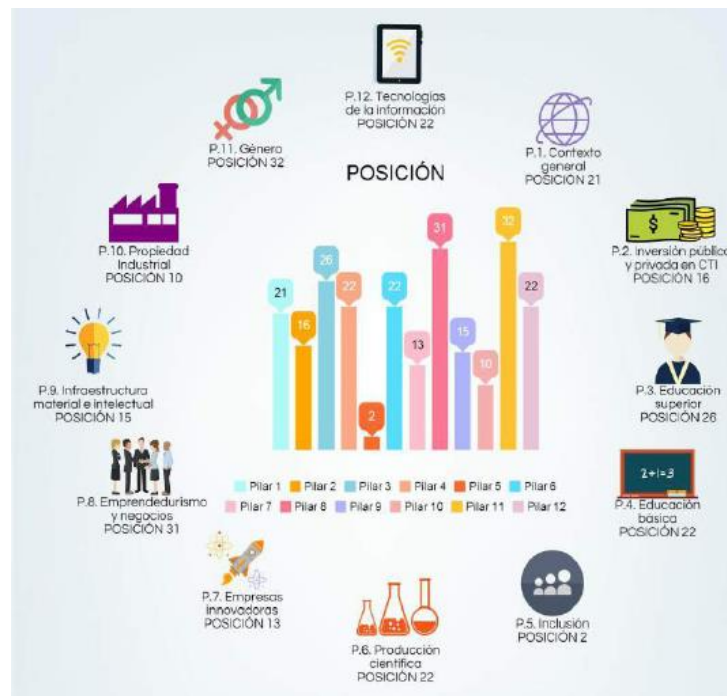 P.12. Tecnologías
de la información
POSICIÓN 22
P.11. Género
POSICIÓN 32
P.1. Contexto
general
POSICIÓN 21
POSICIÓN
P.10. Propiedad
Industrial
POSICIÓN 10
P.2. Inversión pública
y privada en CTI
POSICIÓN 16
21
16
26
22
2
22
13
31
15
10
32
22
P.9. Infraestructura
material e intelectual
POSICIÓN 15
P.3. Educación
superior
POSICIÓN 26
2+1=3
P.8. Emprendedurismo
y negocios
POSICIÓN 31
P.4. Educación
básica
POSICIÓN 22
Pilar 1 Pilar 2 Pilar 3 Pilar 4 Pilar 5 Pilar 6
Pilar 7 Pilar 8 Pilar 9 Pilar 10 Pilar 11 Pilar 12
P.7. Empresas
innovadoras
POSICIÓN 13
P.5. Inclusión
POSICIÓN 2
P.6. Producción
científica
POSICIÓN 22